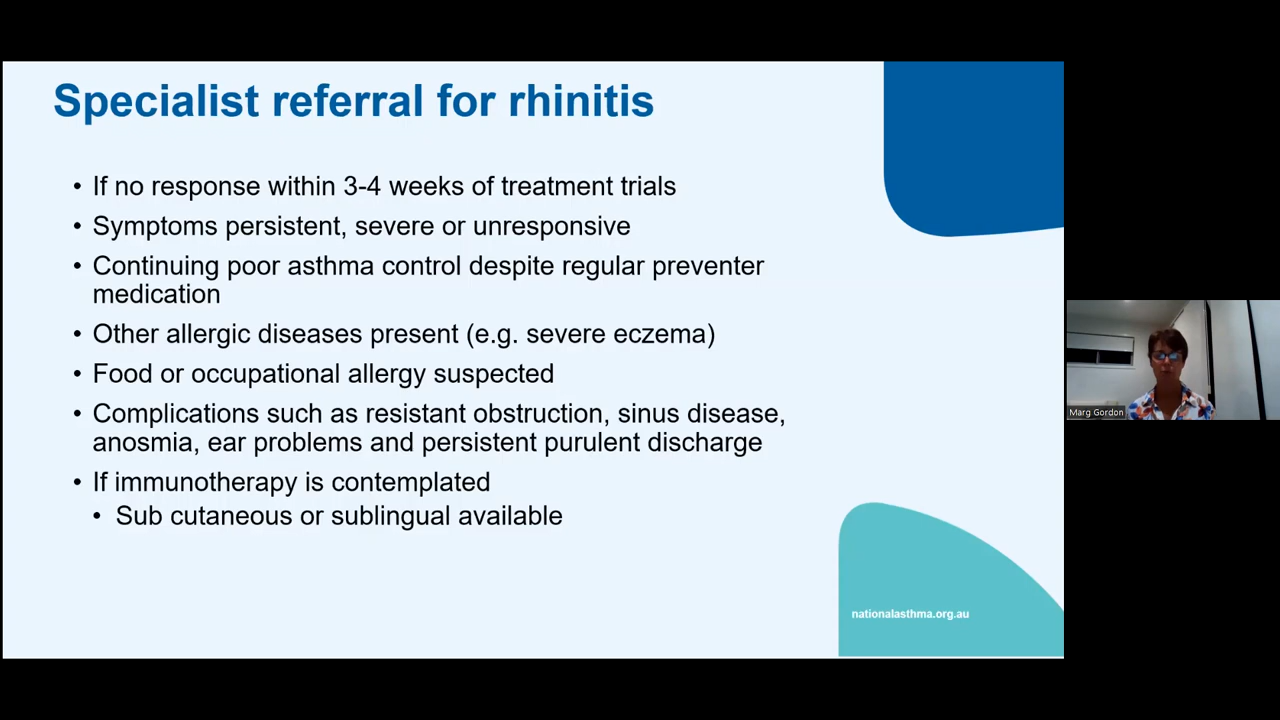 Specialist referral for rhinitis
• If no response within 3-4 weeks of treatment trials
• Symptoms persistent, severe or unresponsive
• Continuing poor asthma control despite regular preventer
medication
• Other allergic diseases present (e.g. severe eczema)
• Food or occupational allergy suspected
• Complications such as resistant obstruction, sinus disease,
anosmia, ear problems and persistent purulent discharge
• If immunotherapy is contemplated
• Sub cutaneous or sublingual available
nationalasthma.org.au
Marg Gordon